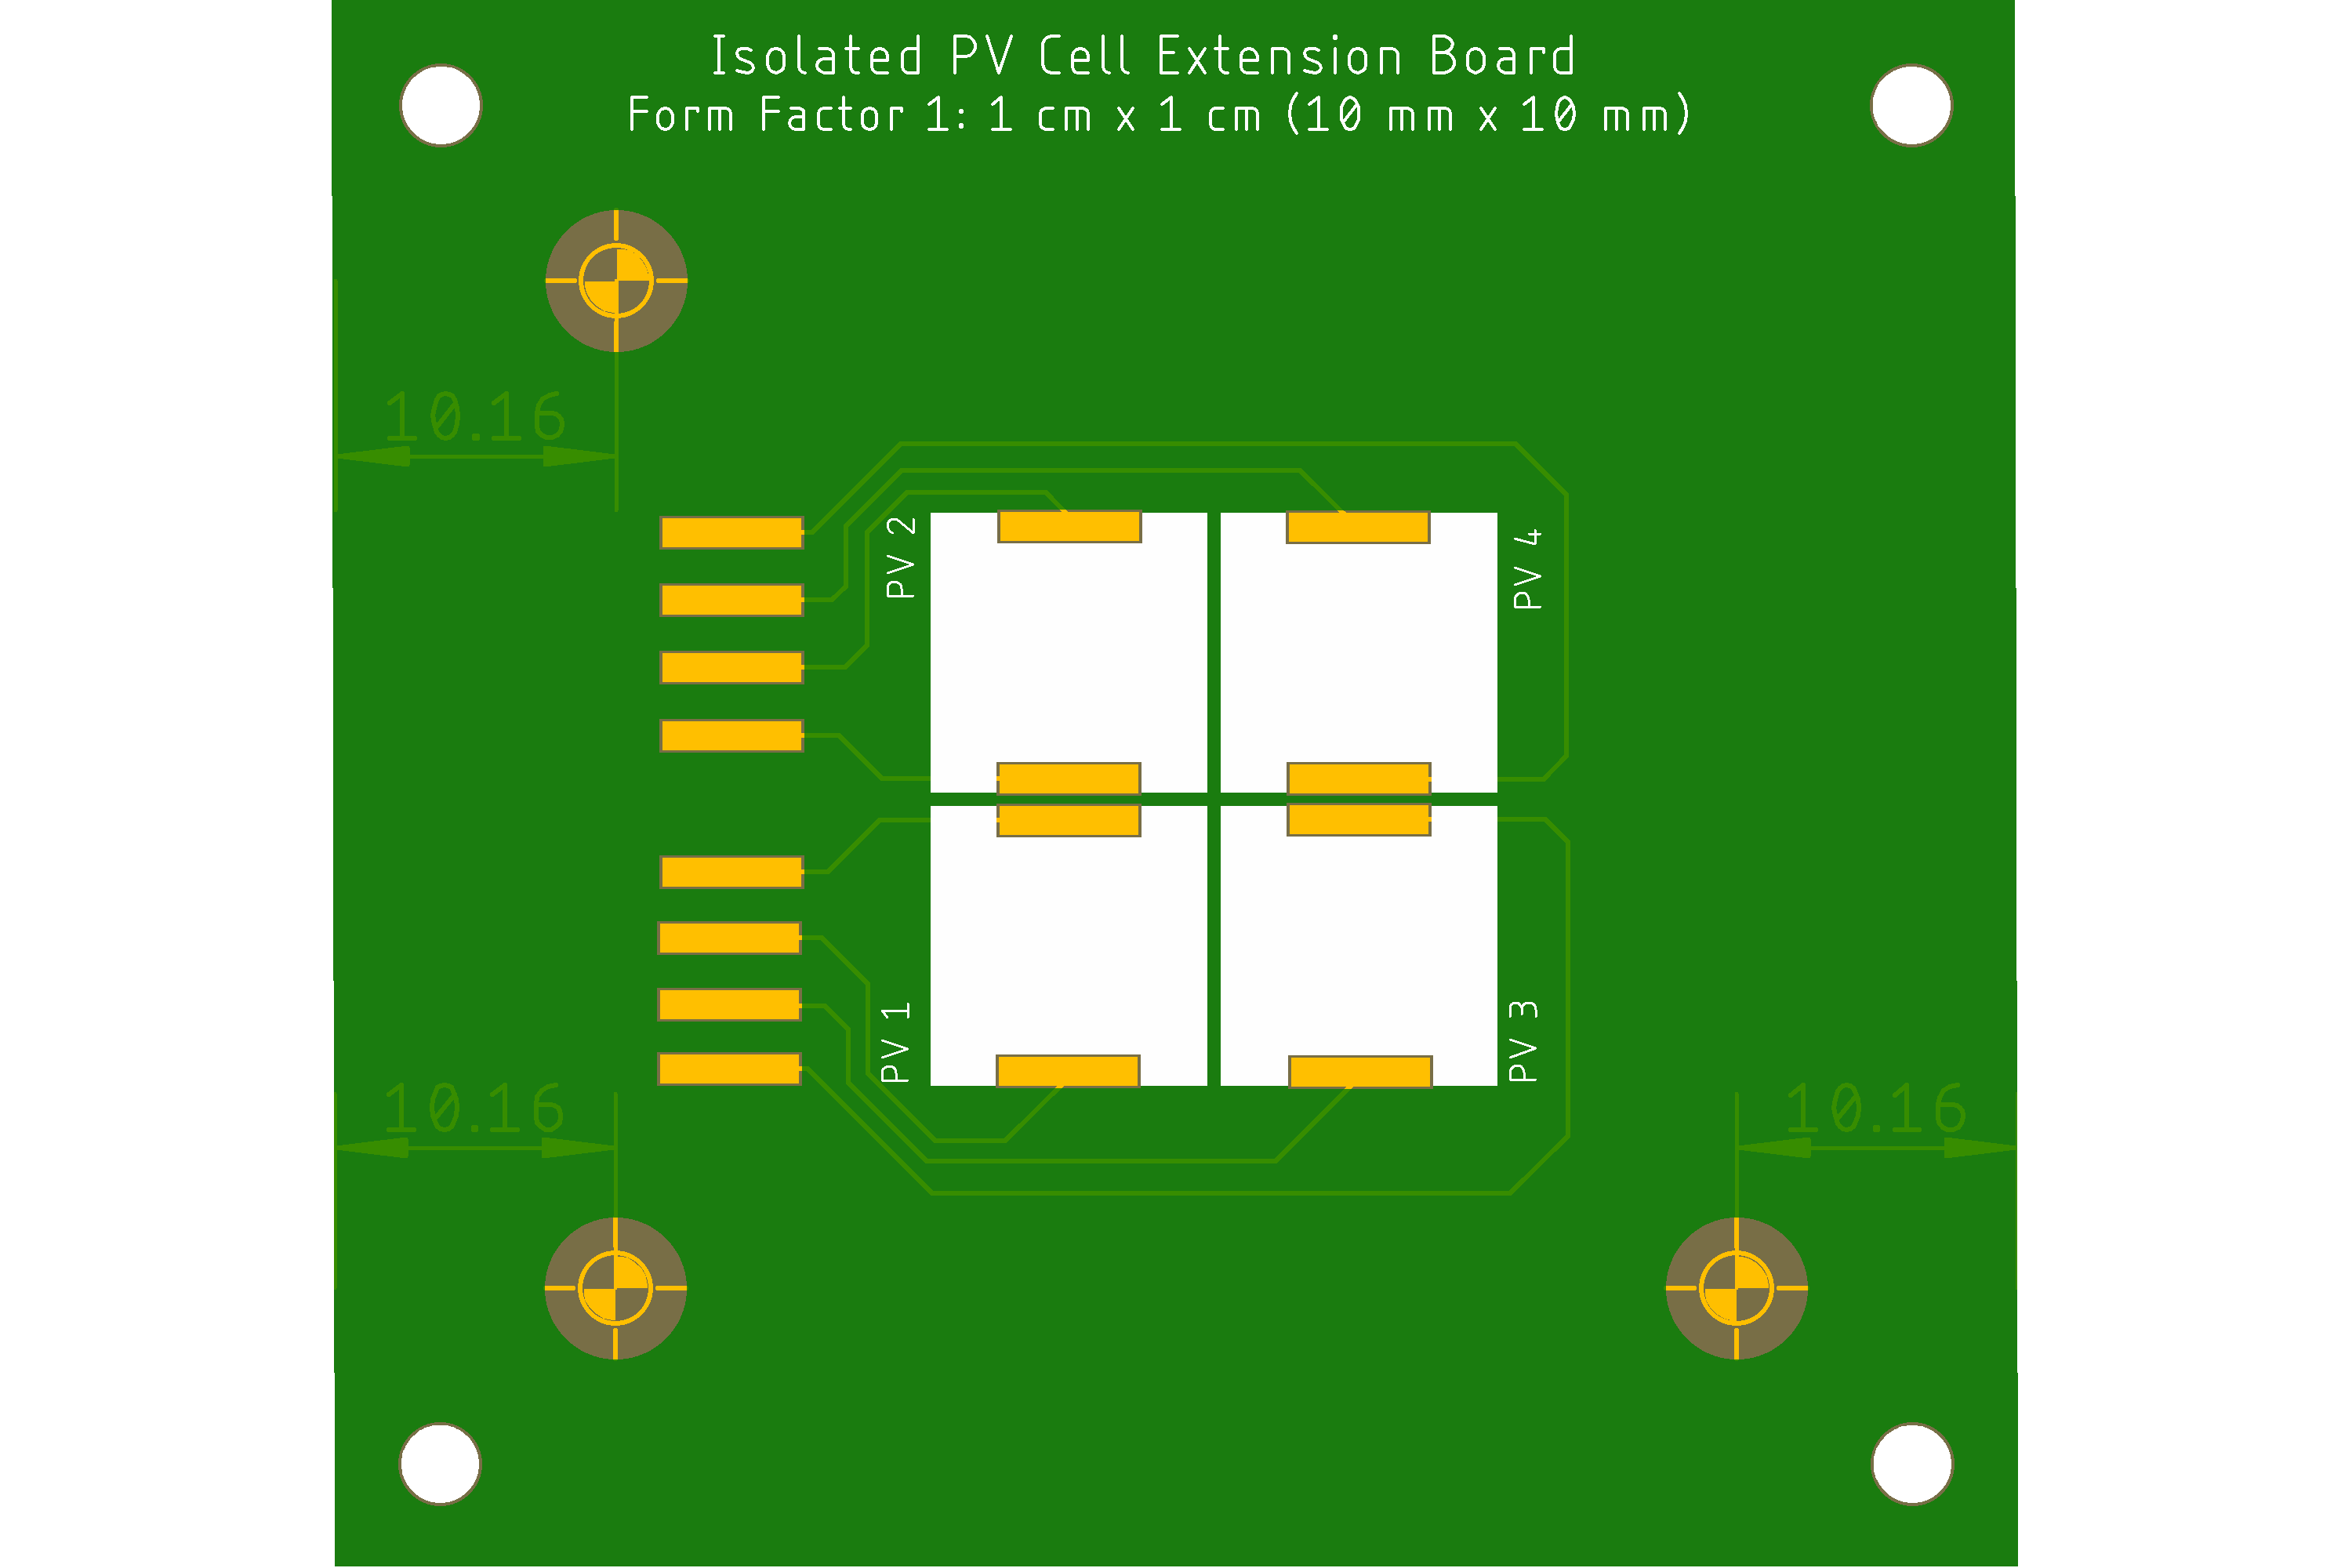 Isolated PV Cell Extension Board
Form Factor 1: 1 cm x 1 cm (10 mm x 10 mm)
10.16
PV 2
PV 4
PV 1
PV 3
10.16
10.16